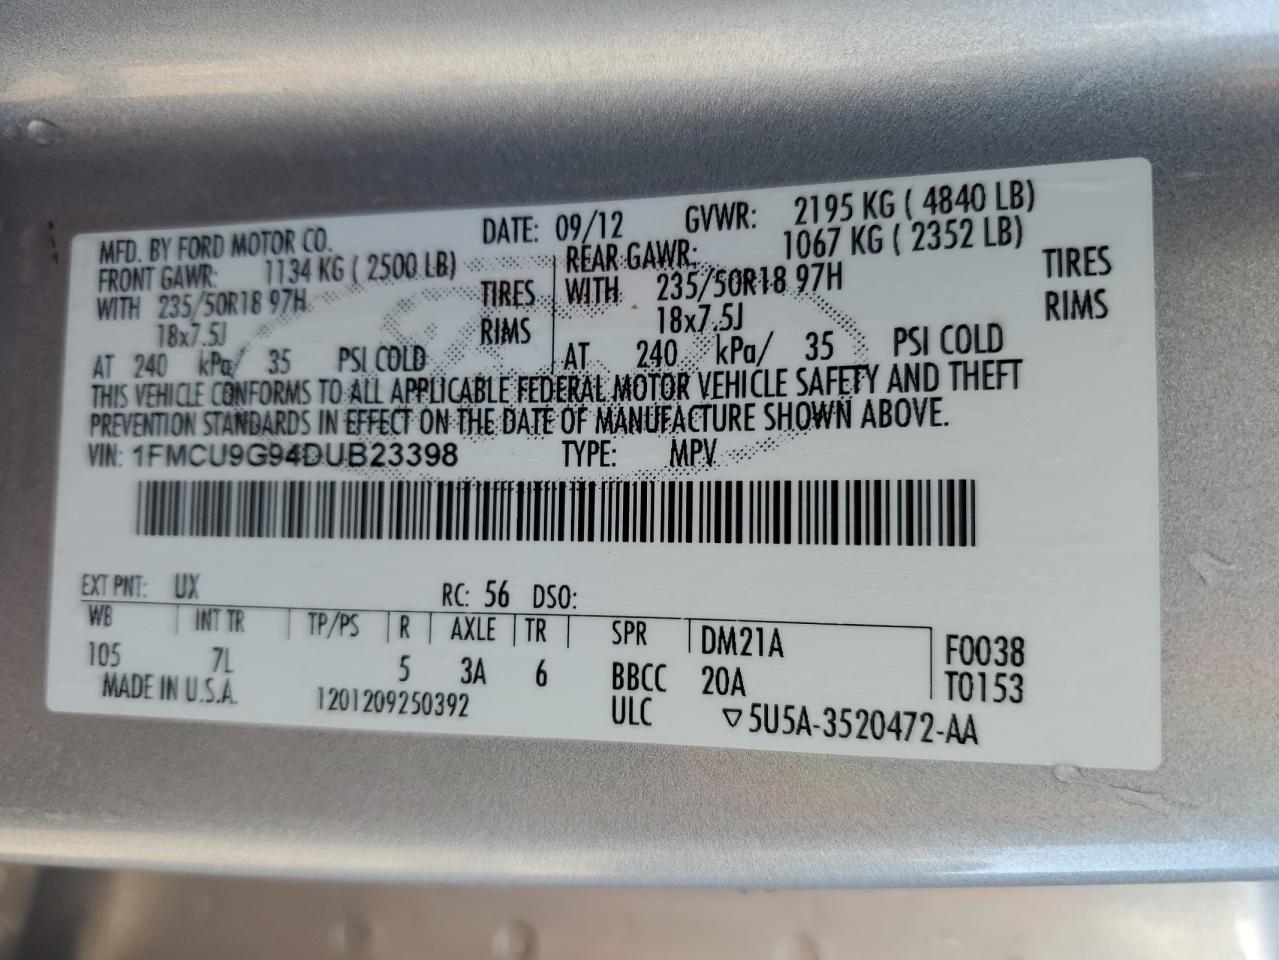 MFD. BY FORD MOTOR CO. DATE: 09/12 GVWR: 2195 KG ( 4840 LB)
FRONT GAWR: 1134 KG ( 2500 LB) REAR GAWR: 1067 KG ( 2352 LB)
WITH 235/50R18 97H TIRES WITH 235/50R18 97H TIRES
18x7.5J RIMS 18x7.5J RIMS
AT 240 kPa/ 35 PSI COLD AT 240 kPa/ 35 PSI COLD
THIS VEHICLE CONFORMS TO ALL APPLICABLE FEDERAL MOTOR VEHICLE SAFETY AND THEFT
PREVENTION STANDARDS IN EFFECT ON THE DATE OF MANUFACTURE SHOWN ABOVE.
VIN: 1FMCU9G94DUB23398 TYPE: MPV
EXT PNT: UX RC: 56 DSO:
WB INT TR TP/PS R AXLE TR SPR DM21A F0038
105 7L 5 3A 6 BBCC 20A T0153
MADE IN U.S.A. 1201209250392 ULC ▽5U5A-3520472-AA